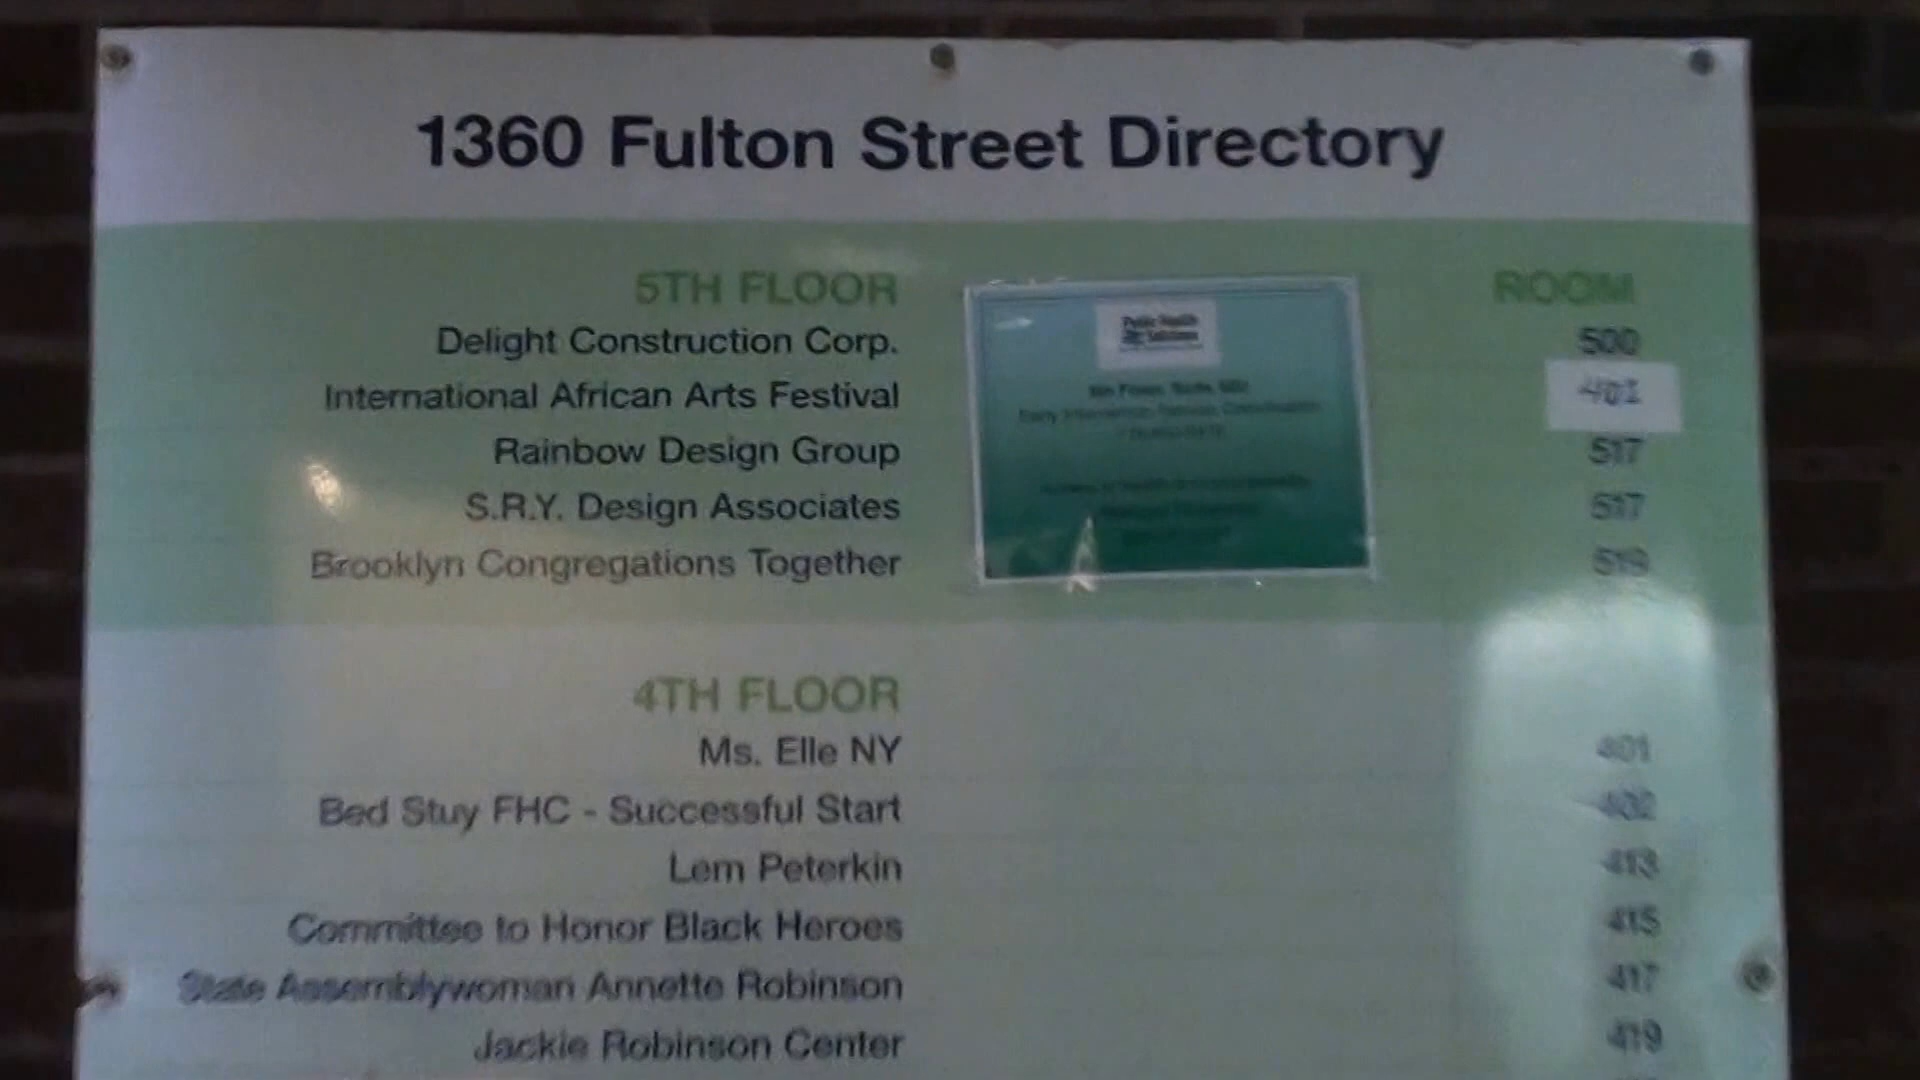 1360 Fulton Street Directory
5TH FLOOR ROOM
Delight Construction Corp. 500
International African Arts Festival 401
Rainbow Design Group 517
S.R.Y. Design Associates 517
Brooklyn Congregations Together 519
Public Health
Solutions
4TH FLOOR
Ms. Elle NY 401
Bed Stuy FHC - Successful Start 402
Lem Peterkin 413
Committee to Honor Black Heroes 415
State Assemblywoman Annette Robinson 417
Jackie Robinson Center 419